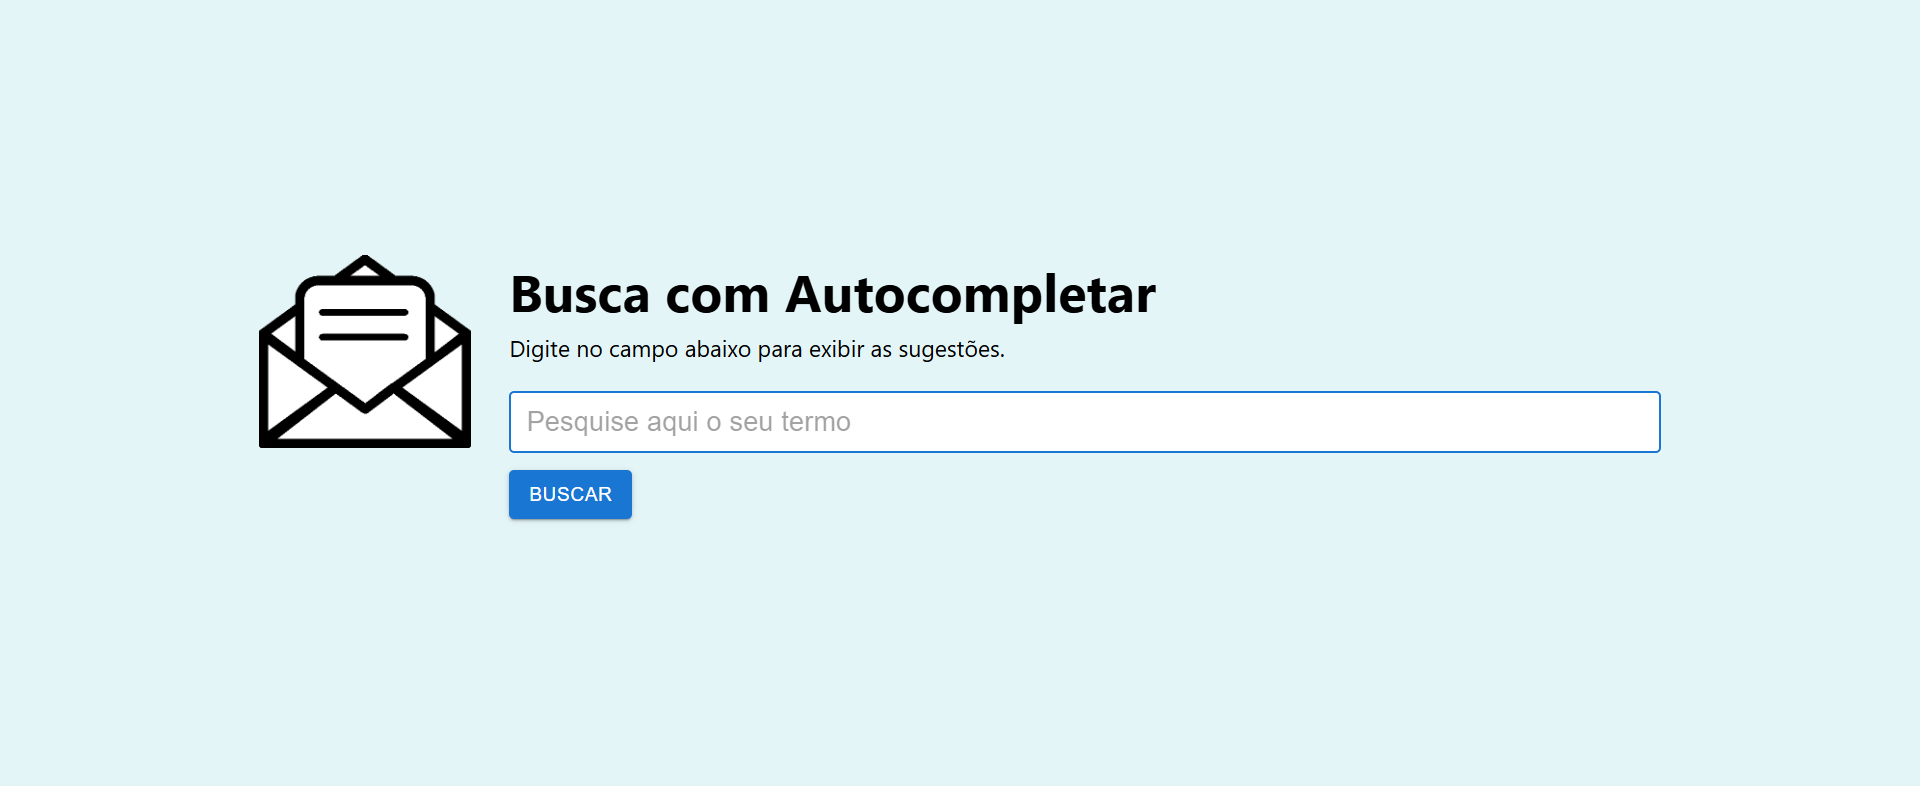 Busca com Autocompletar
Digite no campo abaixo para exibir as sugestões.
Pesquise aqui o seu termo
BUSCAR